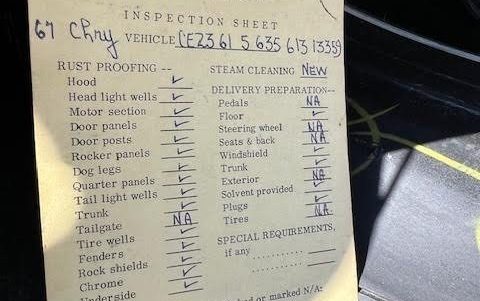 INSPECTION SHEET
67 Chry VEHICLE CE23 61 5 635 613 13359
RUST PROOFING --
Hood ✓
Head light wells ✓
Motor section ✓
Door panels ✓
Door posts ✓
Rocker panels ✓
Dog legs ✓
Quarter panels ✓
Tail light wells ✓
Trunk ✓
Tailgate NA
Tire wells ✓
Fenders ✓
Rock shields ✓
Chrome ✓
Underside
STEAM CLEANING NEW
DELIVERY PREPARATION--
Pedals NA
Floor ✓
Steering wheel NA
Seats & back NA
Windshield ✓
Trunk ✓
Exterior NA
Solvent provided ✓
Plugs ✓
Tires NA
SPECIAL REQUIREMENTS,
if any ...........
...........
or marked N/A: